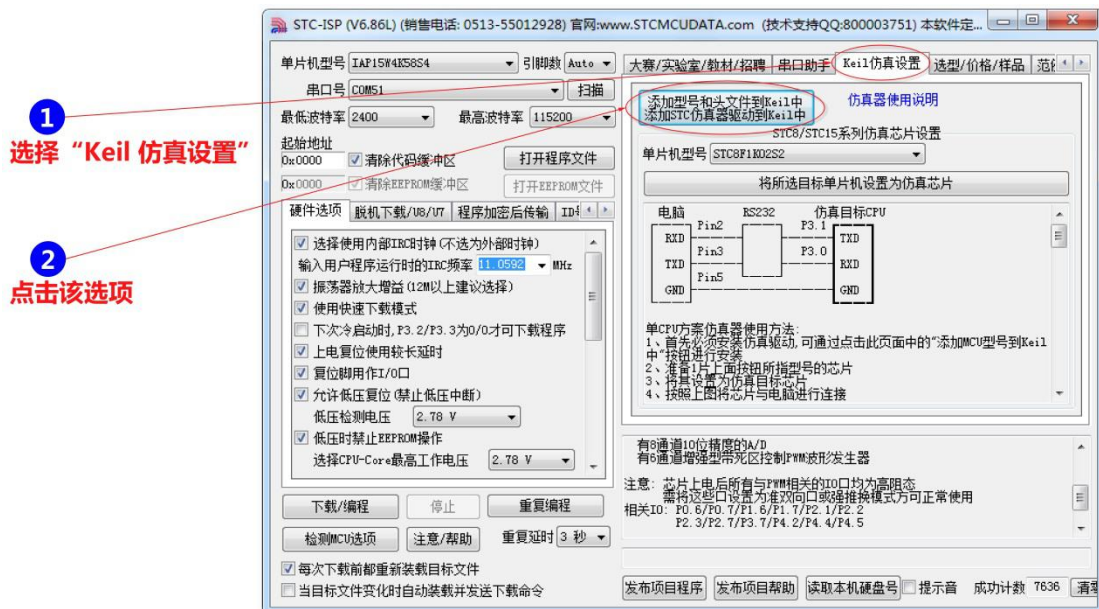 STC-ISP (V6.86L) (销售电话: 0513-55012928) 官网:www.STCMCUDATA.com (技术支持QQ:800003751) 本软件定...
单片机型号 IAP15W4K58S4 引脚数 Auto
串口号 COM51 扫描
最低波特率 2400 最高波特率 115200
起始地址
0x0000 清除代码缓冲区 打开程序文件
0x0000 清除EEPROM缓冲区 打开EEPROM文件
硬件选项 脱机下载/U8/U7 程序加密后传输
选择使用内部IRC时钟(不选为外部时钟)
输入用户程序运行时的IRC频率 11.0592 MHz
振荡器放大增益(12M以上建议选择)
使用快速下载模式
下次冷启动时,P3.2/P3.3为0/0才可下载程序
上电复位使用较长延时
复位脚用作I/O口
允许低压复位(禁止低压中断)
低压检测电压 2.78 V
低压时禁止EEPROM操作
选择CPU-Core最高工作电压 2.78 V
下载/编程 停止 重复编程
检测MCU选项 注意/帮助 重复延时 3 秒
每次下载前都重新装载目标文件
当目标文件变化时自动装载并发送下载命令
大赛/实验室/教材/招聘 串口助手 Keil仿真设置 选型/价格/样品
添加型号和头文件到Keil中
添加STC仿真器驱动到Keil中
仿真器使用说明
STC8/STC15系列仿真芯片设置
单片机型号 STC8F1K02S2
将所选目标单片机设置为仿真芯片
电脑 RS232 仿真目标CPU
Pin2 P3.1
RXD TXD
Pin3 P3.0
TXD RXD
Pin5
GND GND
单CPU方案仿真器使用方法:
1、首先必须安装仿真驱动,可通过点击此页面中的"添加MCU型号到Keil
中"按钮进行安装
2、准备1片上面按钮所指型号的芯片
3、将其设置为仿真目标芯片
4、按照上图将芯片与电脑进行连接
有8通道10位精度的A/D
有6通道增强型带死区控制PWM波形发生器
注意: 芯片上电后所有与PWM相关的IO口均为高阻态
需将这些口设置为准双向口或强推挽模式方可正常使用
相关IO: P0.6/P0.7/P1.6/P1.7/P2.1/P2.2
P2.3/P2.7/P3.7/P4.2/P4.4/P4.5
发布项目程序 发布项目帮助 读取本机硬盘号 提示音 成功计数 7636
1
选择“Keil 仿真设置”
2
点击该选项